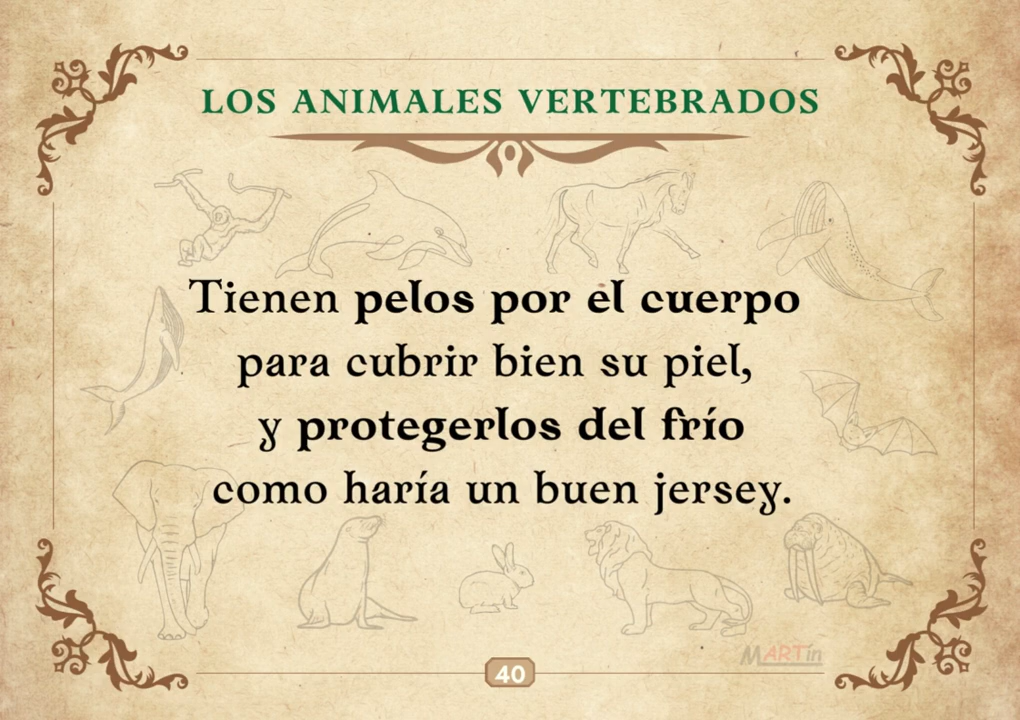 LOS ANIMALES VERTEBRADOS
Tienen pelos por el cuerpo
para cubrir bien su piel,
y protegerlos del frío
como haría un buen jersey.
MARTín
40